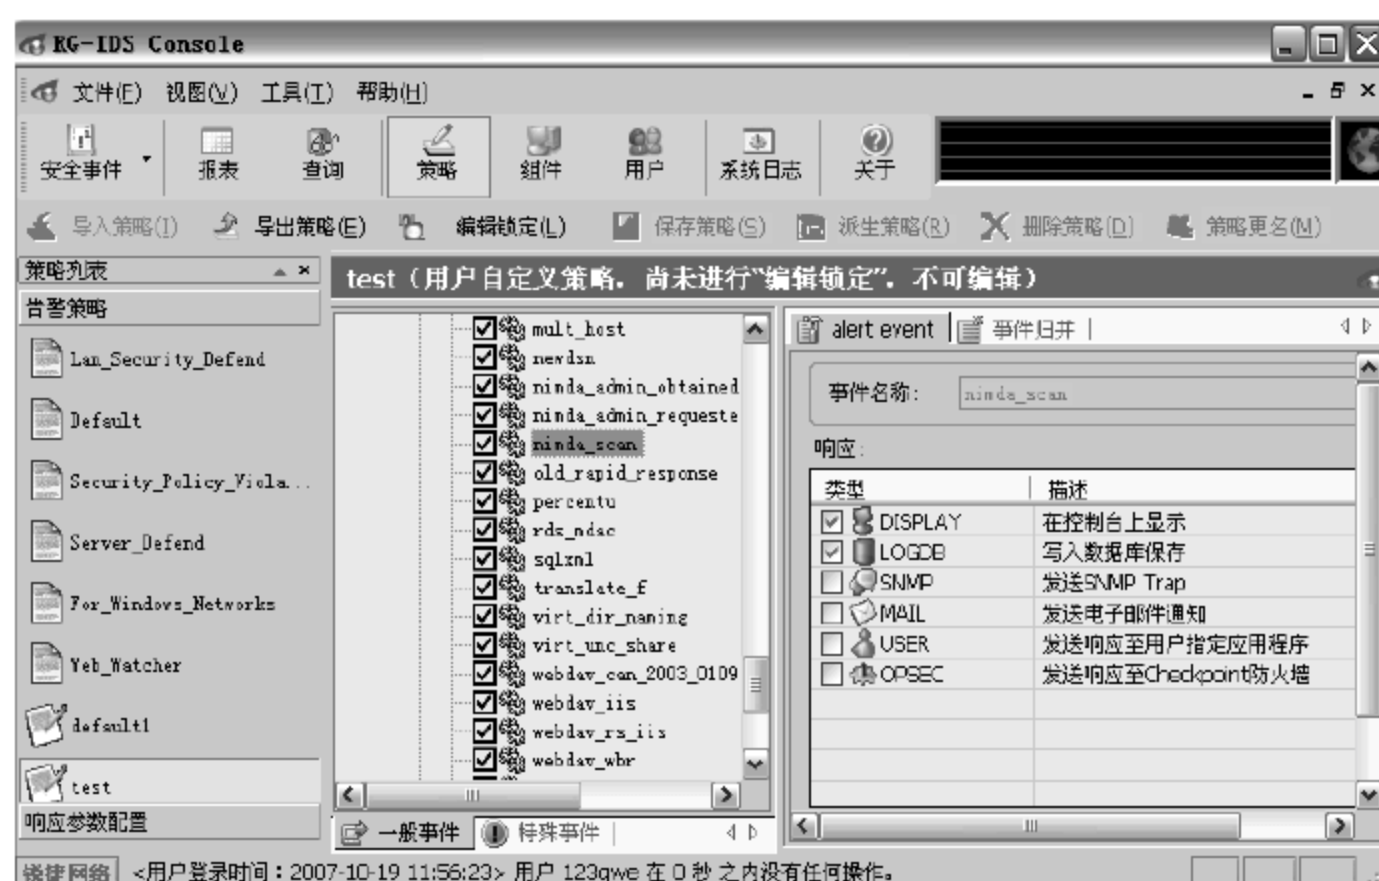 RG-IDS Console
文件(F) 视图(V) 工具(T) 帮助(H)
安全事件 报表 查询 策略 组件 用户 系统日志 关于
导入策略(I) 导出策略(E) 编辑锁定(L) 保存策略(S) 派生策略(R) 删除策略(D) 策略更名(M)
策略列表
test（用户自定义策略，尚未进行"编辑锁定"，不可编辑）
告警策略
Lan_Security_Defend
Default
Security_Policy_Viola...
Server_Defend
For_Windows_Networks
Web_Watcher
default1
test
响应参数配置
mult_host
newdsn
nimda_admin_obtained
nimda_admin_requeste
nimda_scan
old_rapid_response
percentu
rds_ndac
sqlxml
translate_f
virt_dir_naming
virt_unc_share
webdav_can_2003_0109
webdav_iis
webdav_rs_iis
webdav_wbr
一般事件 特殊事件
alert event 事件归并
事件名称: nimda_scan
响应:
类型 描述
DISPLAY 在控制台上显示
LOGDB 写入数据库保存
SNMP 发送SNMP Trap
MAIL 发送电子邮件通知
USER 发送响应至用户指定应用程序
OPSEC 发送响应至Checkpoint防火墙
锐捷网络 <用户登录时间：2007-10-19 11:56:23> 用户 123qwe 在 0 秒 之内没有任何操作。